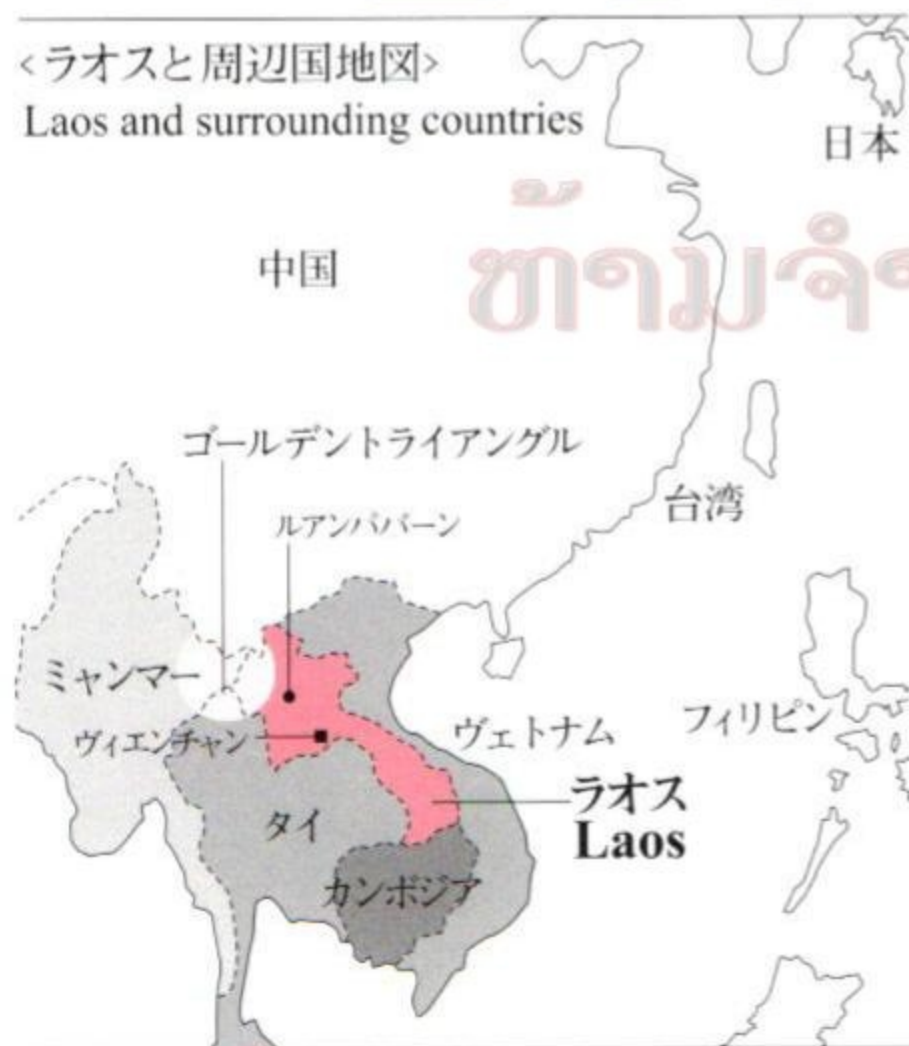 <ラオスと周辺国地図>
Laos and surrounding countries
日本
中国
ຫ້າມຈຳ
ゴールデントライアングル
台湾
ルアンパバーン
ミャンマー
フィリピン
ヴェトナム
ヴィエンチャン
ラオス
Laos
タイ
カンボジア